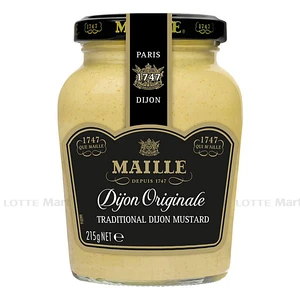 PARIS
1747
DIJON
1747
QUE MAILLE
1747
QUI MAILLE
MAILLE
DEPUIS 1747
Dijon Originale
TRADITIONAL DIJON MUSTARD
215g NET e
LOTTE Mart
LOTTE Mart